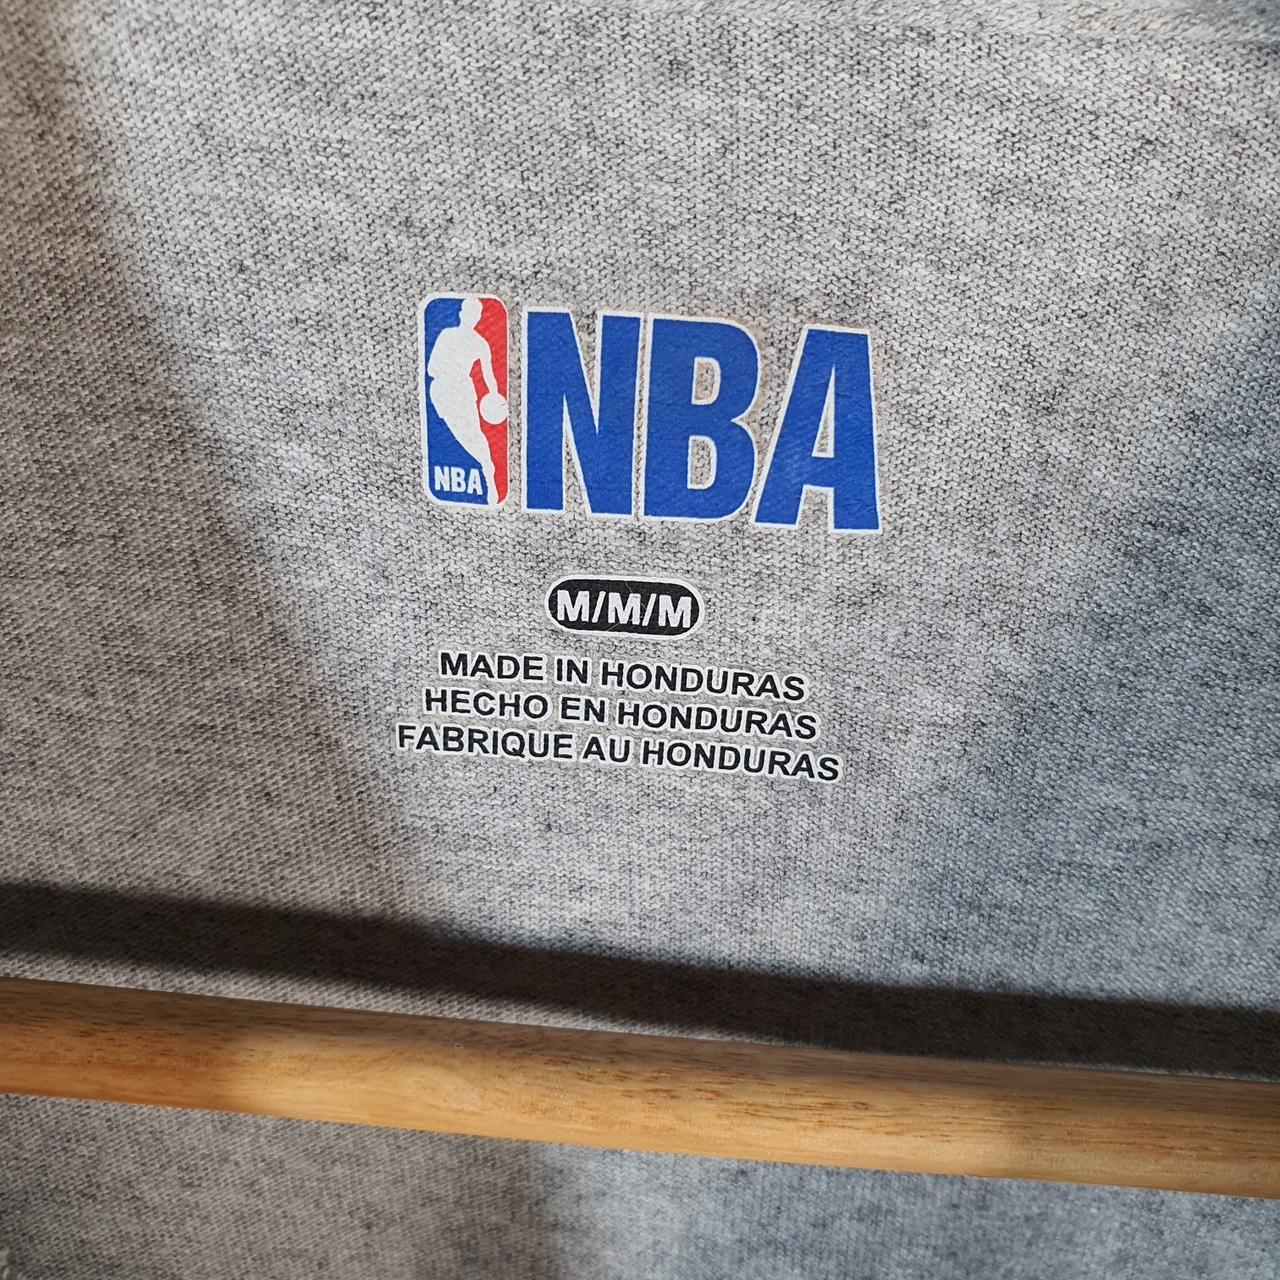 NBA
NBA
M/M/M
MADE IN HONDURAS
HECHO EN HONDURAS
FABRIQUE AU HONDURAS